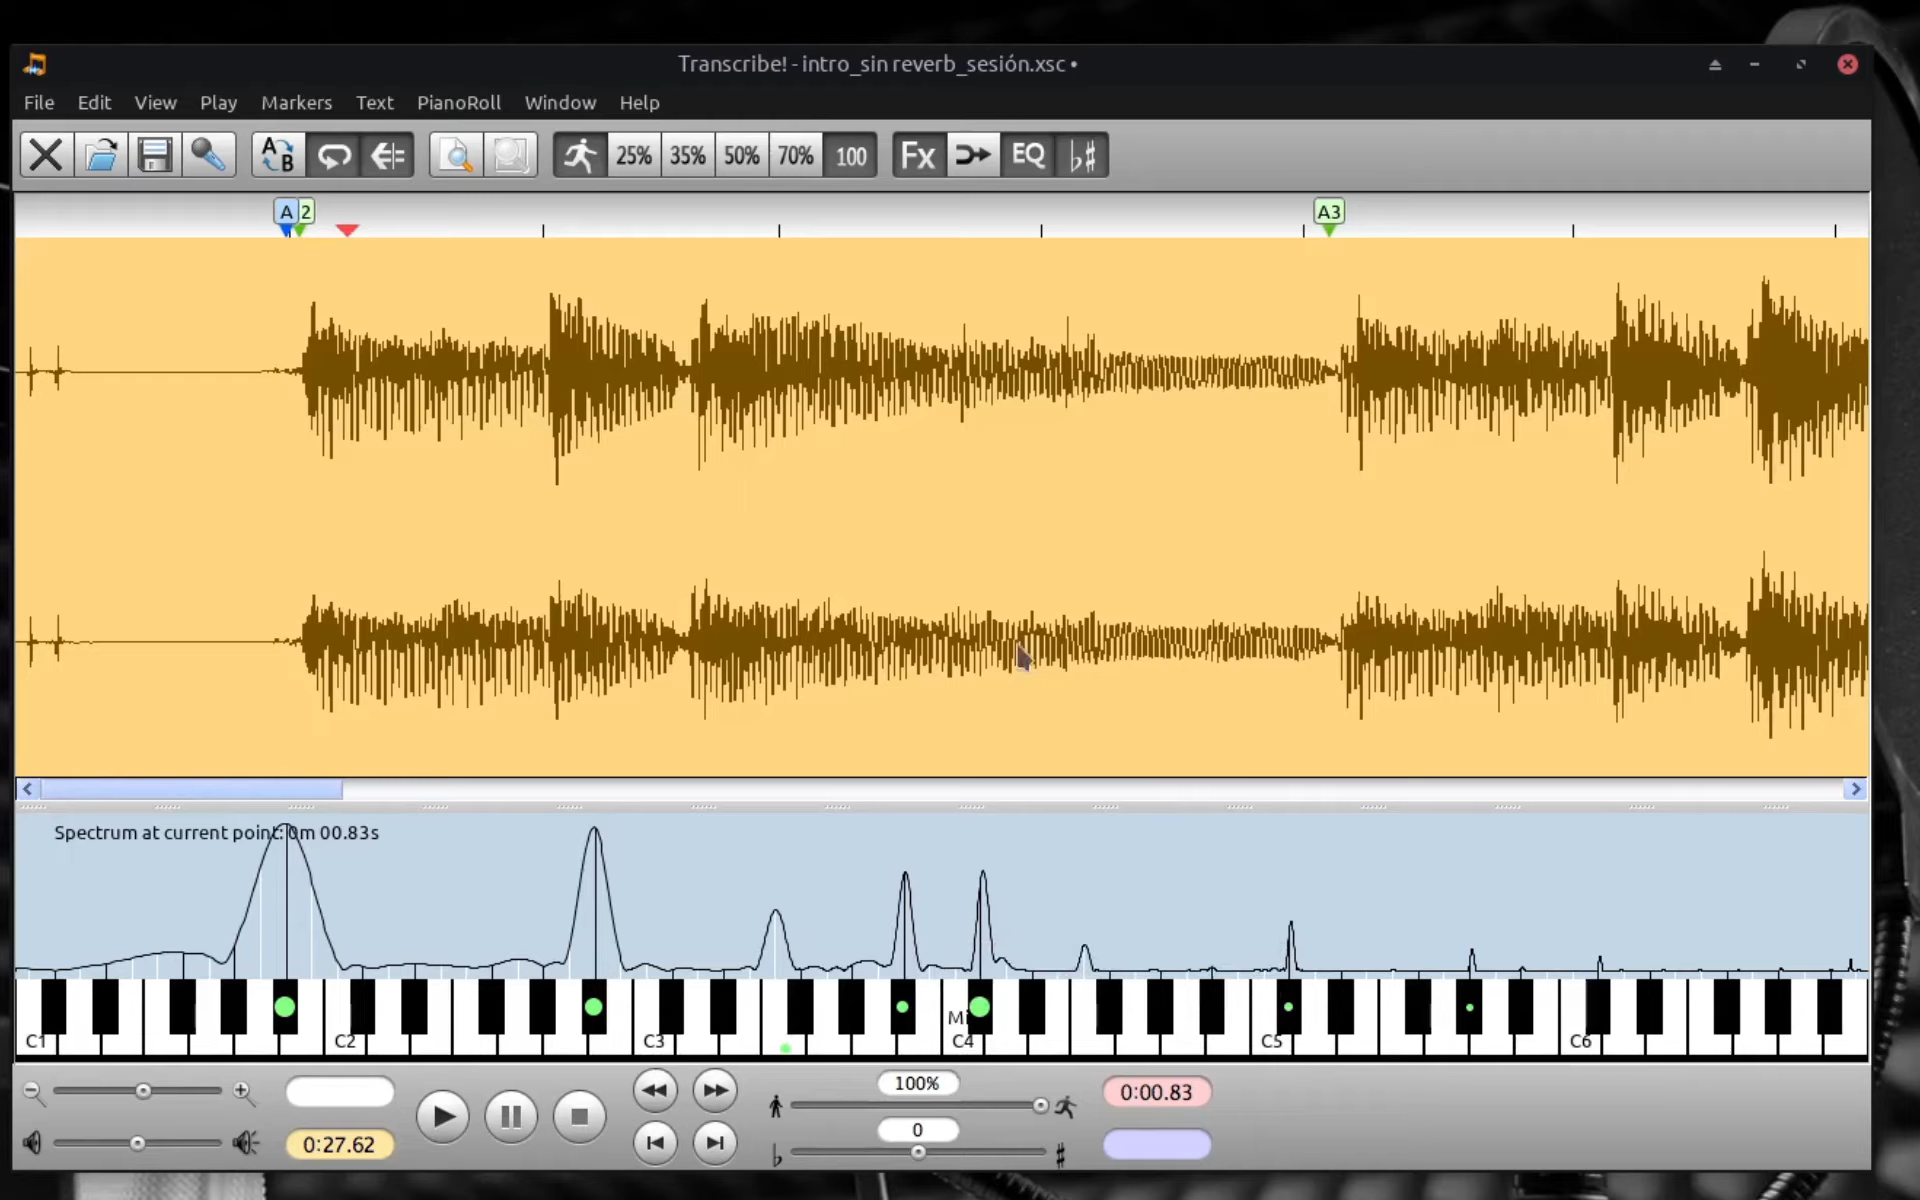 Transcribe! - intro_sin reverb_sesión.xsc •
File Edit View Play Markers Text PianoRoll Window Help
A B 25% 35% 50% 70% 100 Fx EQ ♭♯
A 2 A3
Spectrum at current point: 0m 00.83s
C1 C2 C3 Mi C4 C5 C6
100% 0:00.83
0:27.62 0
♭ ♯